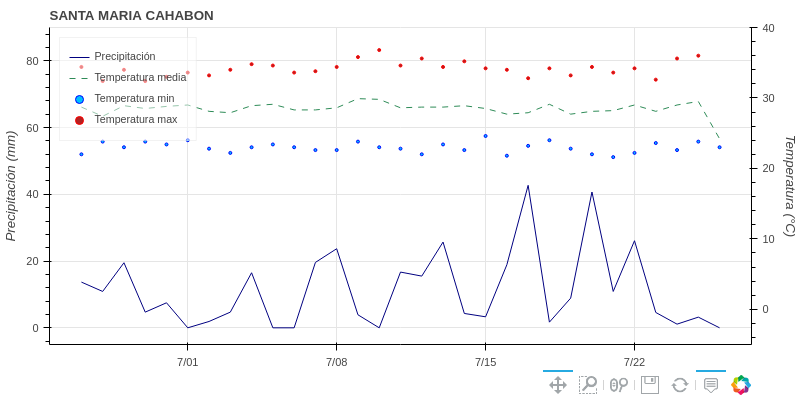 SANTA MARIA CAHABON
Precipitación
Temperatura media
Temperatura min
Temperatura max
80
60
40
20
0
40
30
20
10
0
Precipitación (mm)
Temperatura (°C)
7/01
7/08
7/15
7/22